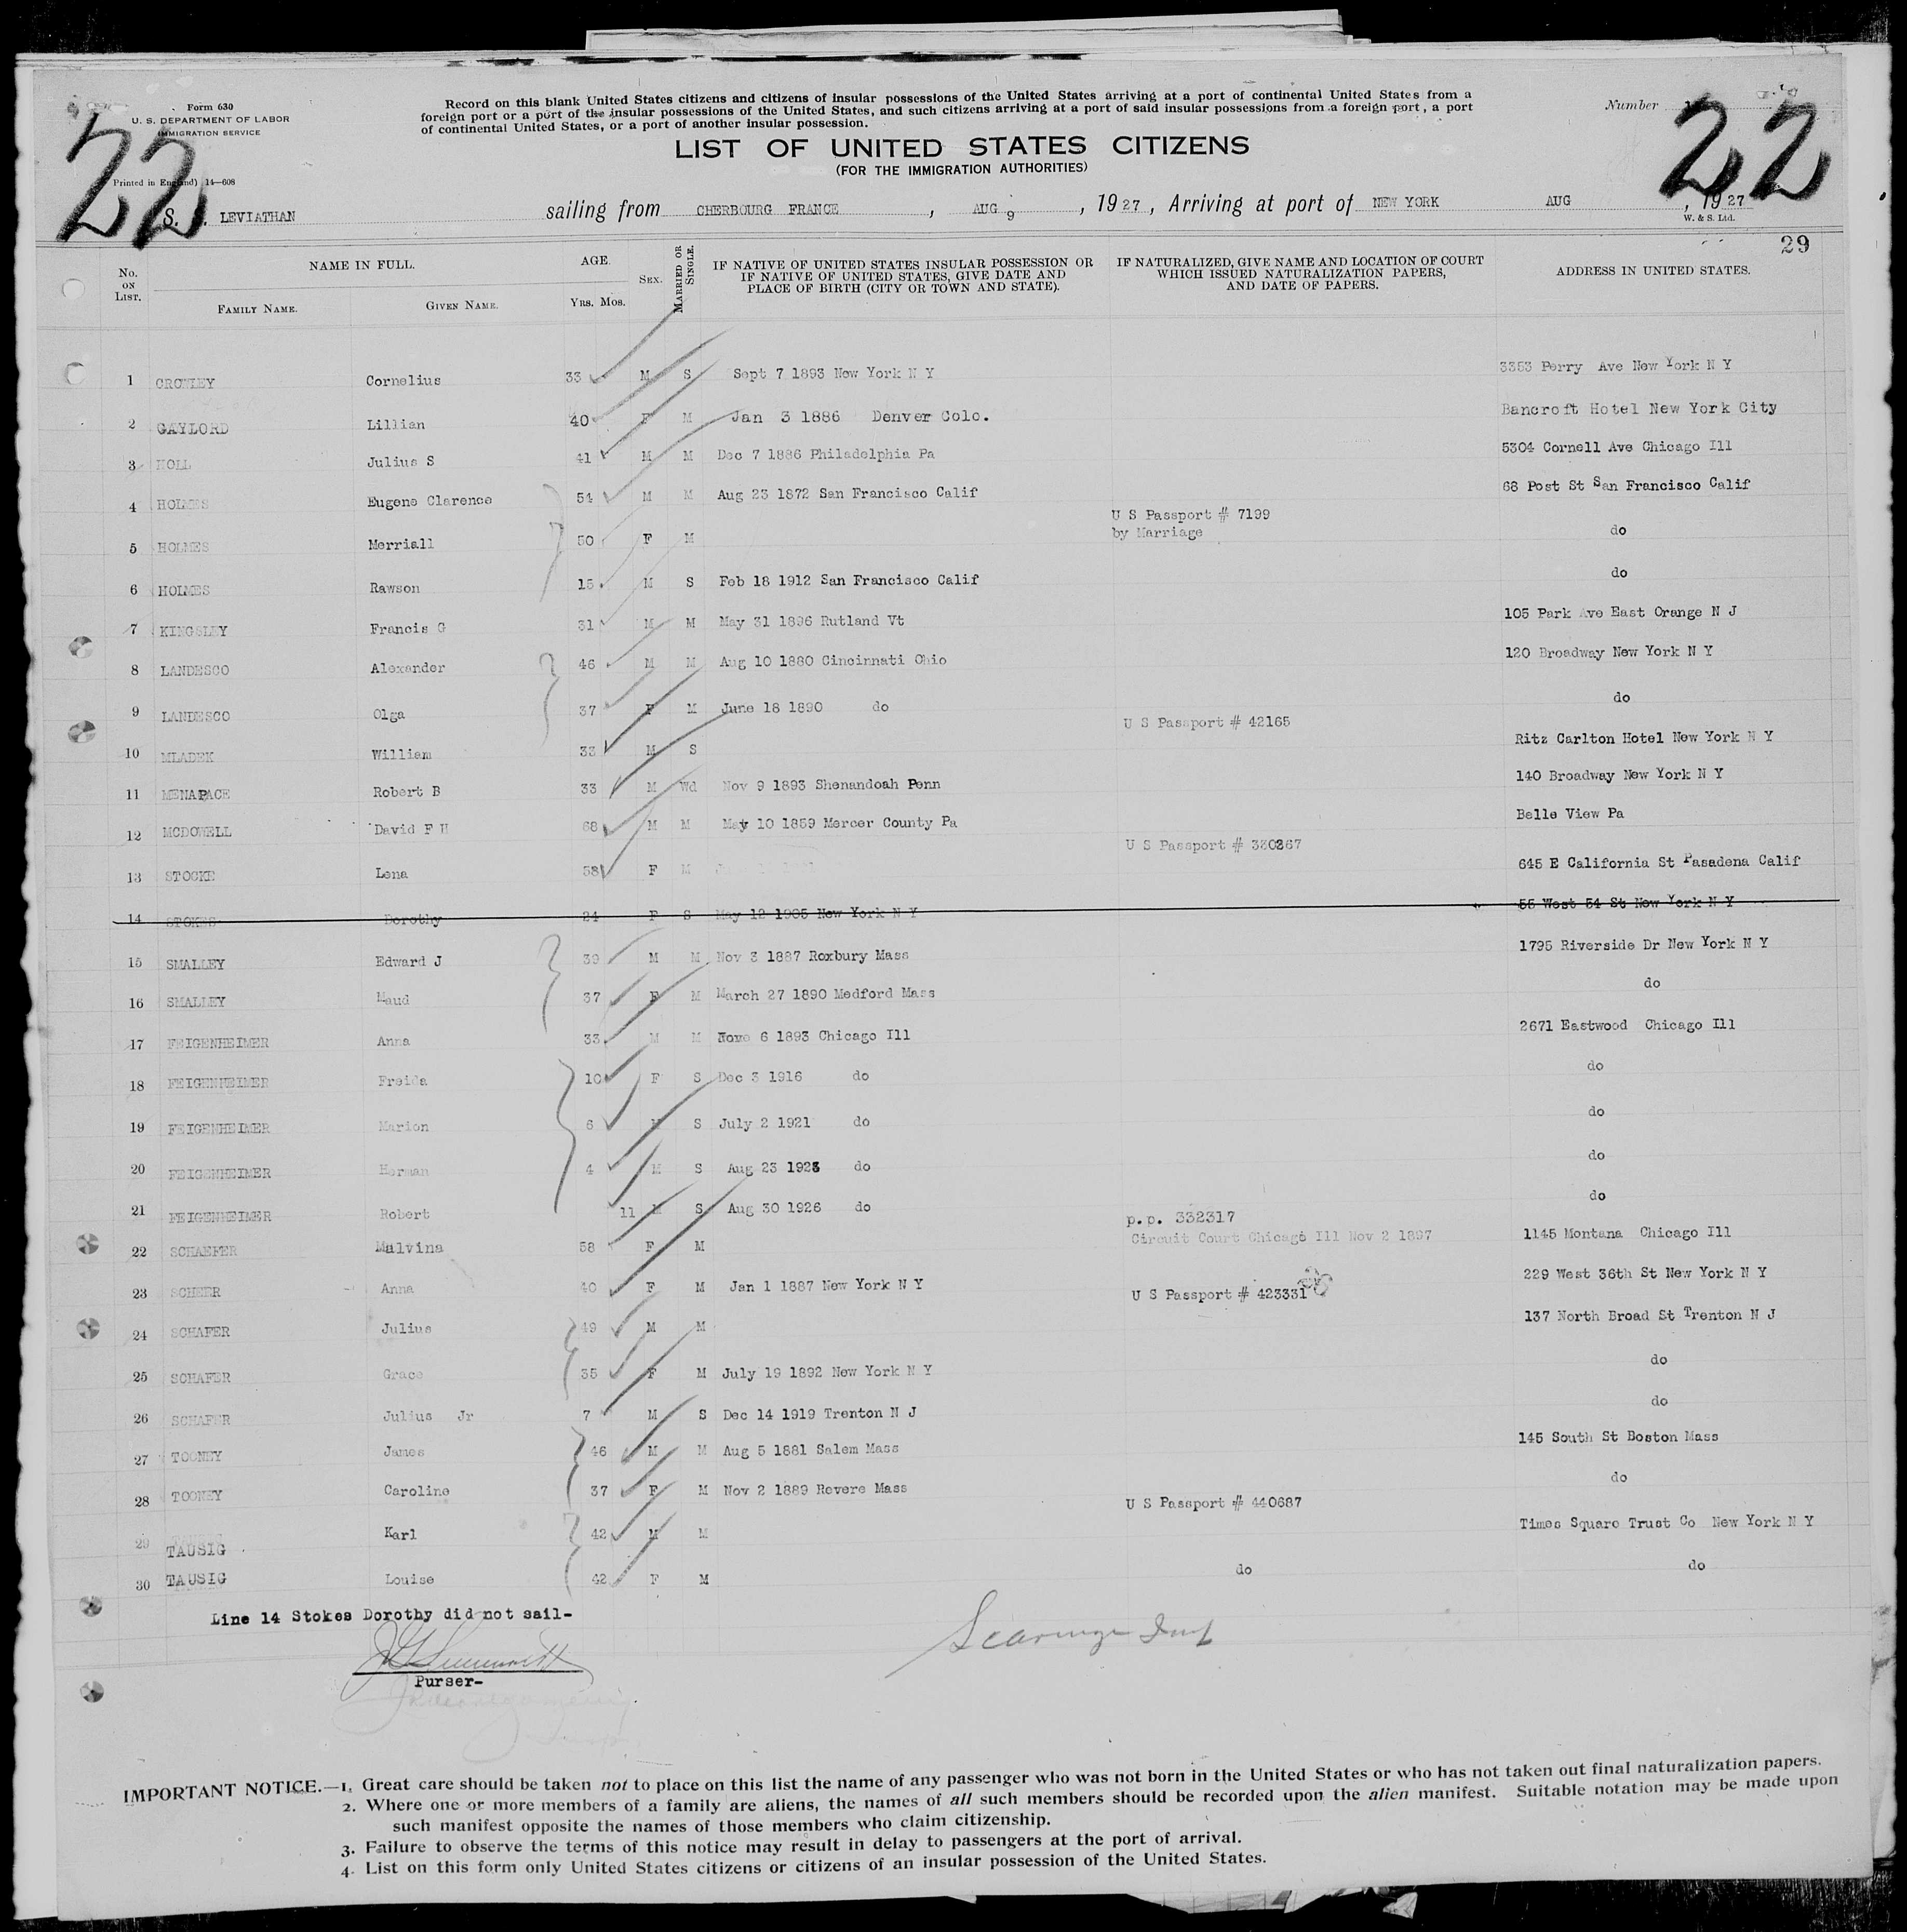 Form 630
U. S. DEPARTMENT OF LABOR
IMMIGRATION SERVICE
Printed in England) 14—608
22
Record on this blank United States citizens and citizens of insular possessions of the United States arriving at a port of continental United States from a
foreign port or a port of the insular possessions of the United States, and such citizens arriving at a port of said insular possessions from a foreign port, a port
of continental United States, or a port of another insular possession.
Number
22
LIST OF UNITED STATES CITIZENS
(FOR THE IMMIGRATION AUTHORITIES)
S. LEVIATHAN sailing from CHERBOURG FRANCE, AUG 9, 1927, Arriving at port of NEW YORK AUG, 1927
W. & S. Ltd.
29
No. ON LIST. NAME IN FULL. FAMILY NAME. GIVEN NAME. AGE. YRS. MOS. SEX. MARRIED OR SINGLE. IF NATIVE OF UNITED STATES INSULAR POSSESSION OR IF NATIVE OF UNITED STATES, GIVE DATE AND PLACE OF BIRTH (CITY OR TOWN AND STATE). IF NATURALIZED, GIVE NAME AND LOCATION OF COURT WHICH ISSUED NATURALIZATION PAPERS, AND DATE OF PAPERS. ADDRESS IN UNITED STATES.
1 CROWLEY Cornelius 33 M S Sept 7 1893 New York N Y 3353 Perry Ave New York N Y
2 GAYLORD Lillian 40 F M Jan 3 1886 Denver Colo. Bancroft Hotel New York City
3 HOLL Julius S 41 M M Dec 7 1886 Philadelphia Pa 5304 Cornell Ave Chicago Ill
4 HOLMES Eugene Clarence 54 M M Aug 23 1872 San Francisco Calif 68 Post St San Francisco Calif
5 HOLMES Merriall 50 F M U S Passport # 7199 by Marriage do
6 HOLMES Rawson 15 M S Feb 18 1912 San Francisco Calif do
7 KINGSLEY Francis G 31 M M May 31 1896 Rutland Vt 105 Park Ave East Orange N J
8 LANDESCO Alexander 46 M M Aug 10 1880 Cincinnati Ohio 120 Broadway New York N Y
9 LANDESCO Olga 37 F M June 18 1890 do do
10 MLADEK William 33 M S U S Passport # 42165 Ritz Carlton Hotel New York N Y
11 MENAPACE Robert B 33 M Wd Nov 9 1893 Shenandoah Penn 140 Broadway New York N Y
12 MCDOWELL David F H 68 M M May 10 1859 Mercer County Pa Belle View Pa
13 STOCKE Lena 58 F M U S Passport # 330867 645 E California St Pasadena Calif
14 STOKES Dorothy 24 F S May 12 1905 New York N Y 55 West 54 St New York N Y
15 SMALLEY Edward J 39 M M Nov 3 1887 Roxbury Mass 1795 Riverside Dr New York N Y
16 SMALLEY Maud 37 F M March 27 1890 Medford Mass do
17 FEIGENHEIMER Anna 33 M M 6 1893 Chicago Ill 2671 Eastwood Chicago Ill
18 FEIGENHEIMER Freida 10 F S Dec 3 1916 do do
19 FEIGENHEIMER Marion 6 M S July 2 1921 do do
20 FEIGENHEIMER Herman 4 M S Aug 23 1923 do do
21 FEIGENHEIMER Robert 11 M S Aug 30 1926 do do
22 SCHAEFER Malvina 58 F M p.p. 332317 Circuit Court Chicago Ill Nov 2 1897 1145 Montana Chicago Ill
23 SCHEER Anna 40 F M Jan 1 1887 New York N Y 229 West 36th St New York N Y
24 SCHAFER Julius 49 M M U S Passport # 423331 137 North Broad St Trenton N J
25 SCHAFER Grace 35 F M July 19 1892 New York N Y do
26 SCHAFER Julius Jr 7 M S Dec 14 1919 Trenton N J do
27 TOOMEY James 46 M M Aug 5 1881 Salem Mass 145 South St Boston Mass
28 TOOMEY Caroline 37 F M Nov 2 1889 Revere Mass do
29 TAUSIG Karl 42 M M U S Passport # 440687 Times Square Trust Co New York N Y
30 TAUSIG Louise 42 F M do do
Line 14 Stokes Dorothy did not sail-
Purser-
IMPORTANT NOTICE.—1. Great care should be taken not to place on this list the name of any passenger who was not born in the United States or who has not taken out final naturalization papers.
2. Where one or more members of a family are aliens, the names of all such members should be recorded upon the alien manifest. Suitable notation may be made upon
such manifest opposite the names of those members who claim citizenship.
3. Failure to observe the terms of this notice may result in delay to passengers at the port of arrival.
4. List on this form only United States citizens or citizens of an insular possession of the United States.